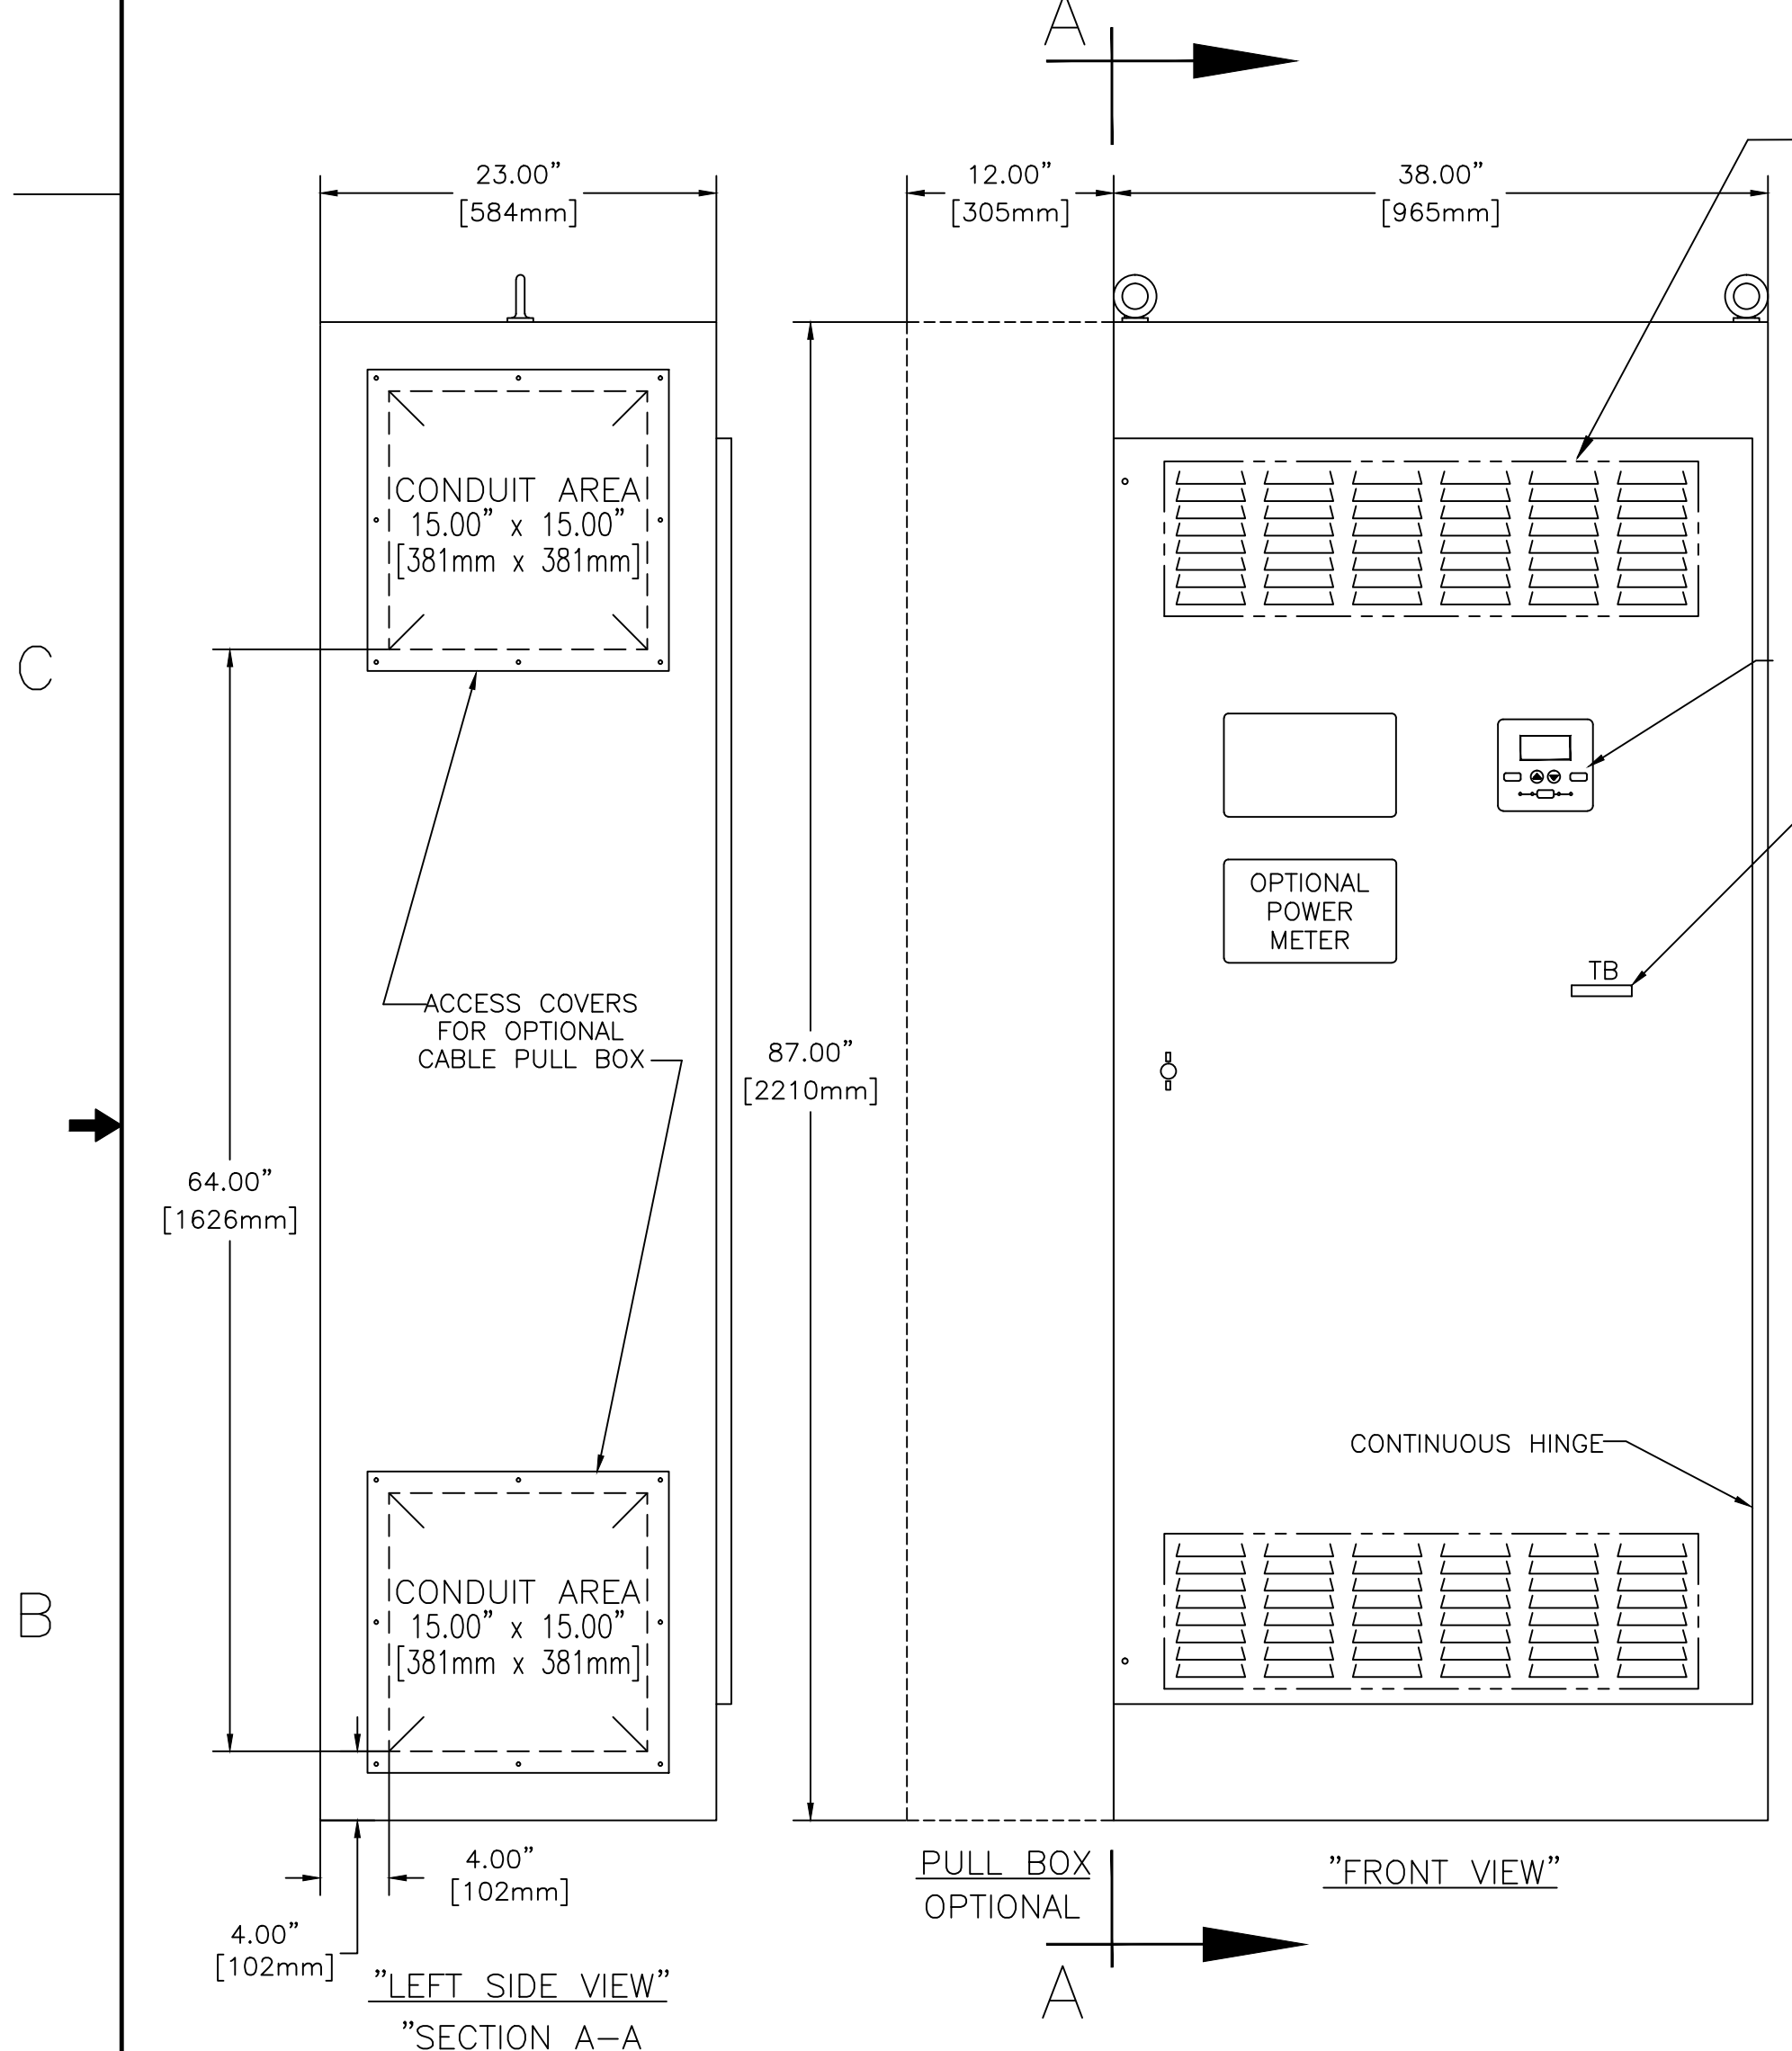 A
23.00”
[584mm]
12.00”
[305mm]
38.00”
[965mm]
CONDUIT AREA
15.00” x 15.00”
[381mm x 381mm]
C
OPTIONAL
POWER
METER
TB
ACCESS COVERS
FOR OPTIONAL
CABLE PULL BOX
87.00”
[2210mm]
64.00”
[1626mm]
CONTINUOUS HINGE
B
CONDUIT AREA
15.00” x 15.00”
[381mm x 381mm]
4.00”
[102mm]
4.00”
[102mm]
PULL BOX
OPTIONAL
”FRONT VIEW”
A
”LEFT SIDE VIEW”
”SECTION A–A